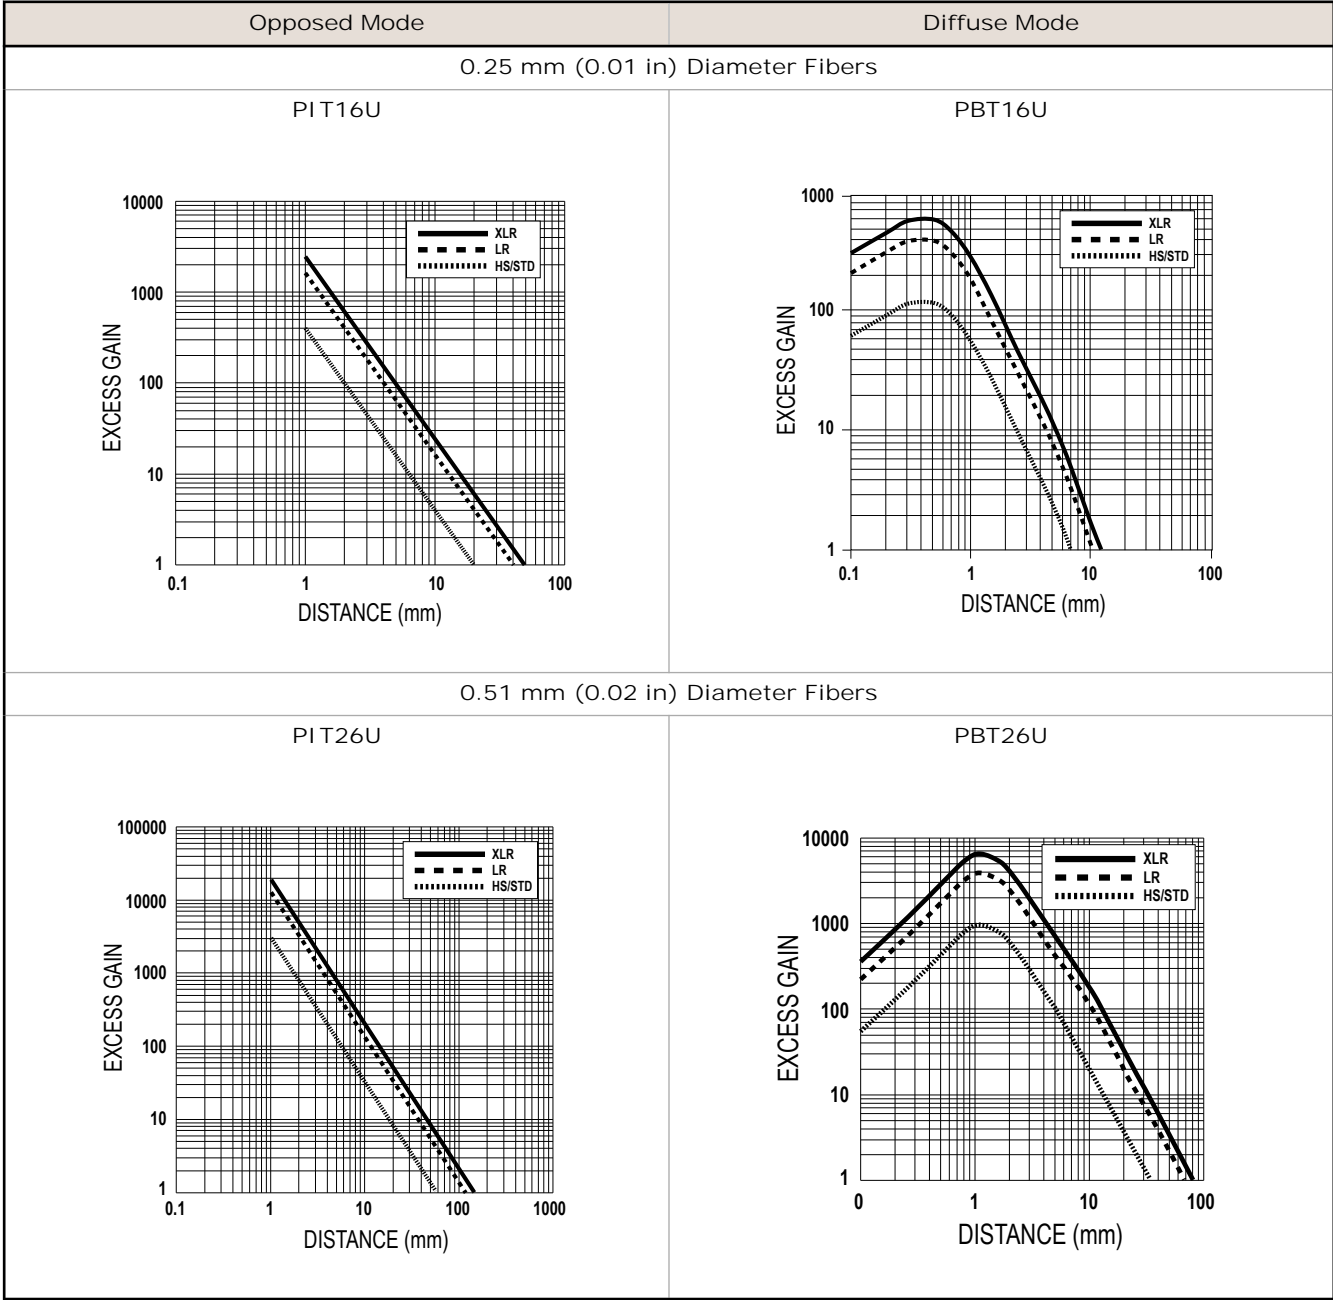 Opposed Mode
Diffuse Mode
0.25 mm (0.01 in) Diameter Fibers
PIT16U
PBT16U
10000
1000
100
10
1
EXCESS GAIN
XLR
LR
HS/STD
0.1 1 10 100
DISTANCE (mm)
1000
100
10
1
EXCESS GAIN
XLR
LR
HS/STD
0.1 1 10 100
DISTANCE (mm)
0.51 mm (0.02 in) Diameter Fibers
PIT26U
PBT26U
100000
10000
1000
100
10
1
EXCESS GAIN
XLR
LR
HS/STD
0.1 1 10 100 1000
DISTANCE (mm)
10000
1000
100
10
1
EXCESS GAIN
XLR
LR
HS/STD
0 1 10 100
DISTANCE (mm)